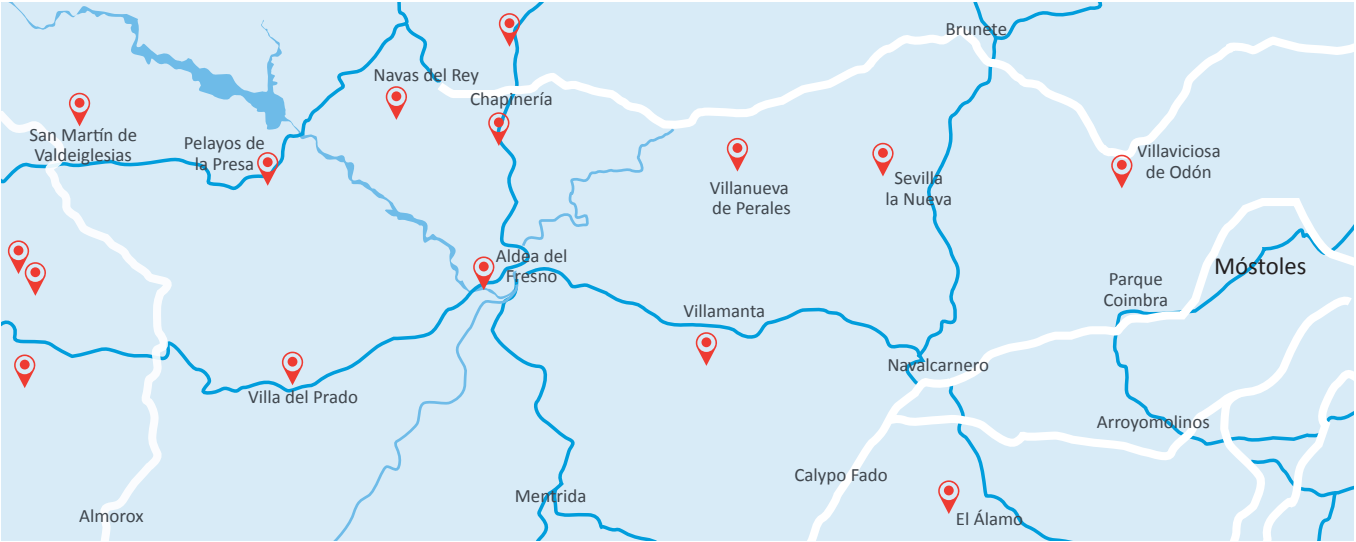 Brunete
Navas del Rey
Chapinería
San Martín de
Valdeiglesias
Pelayos de
la Presa
Villaviciosa
de Odón
Villanueva
de Perales
Sevilla
la Nueva
Aldea del
Fresno
Móstoles
Parque
Coimbra
Villamanta
Navalcarnero
Villa del Prado
Arroyomolinos
Calypo Fado
Mentrida
Almorox
El Álamo